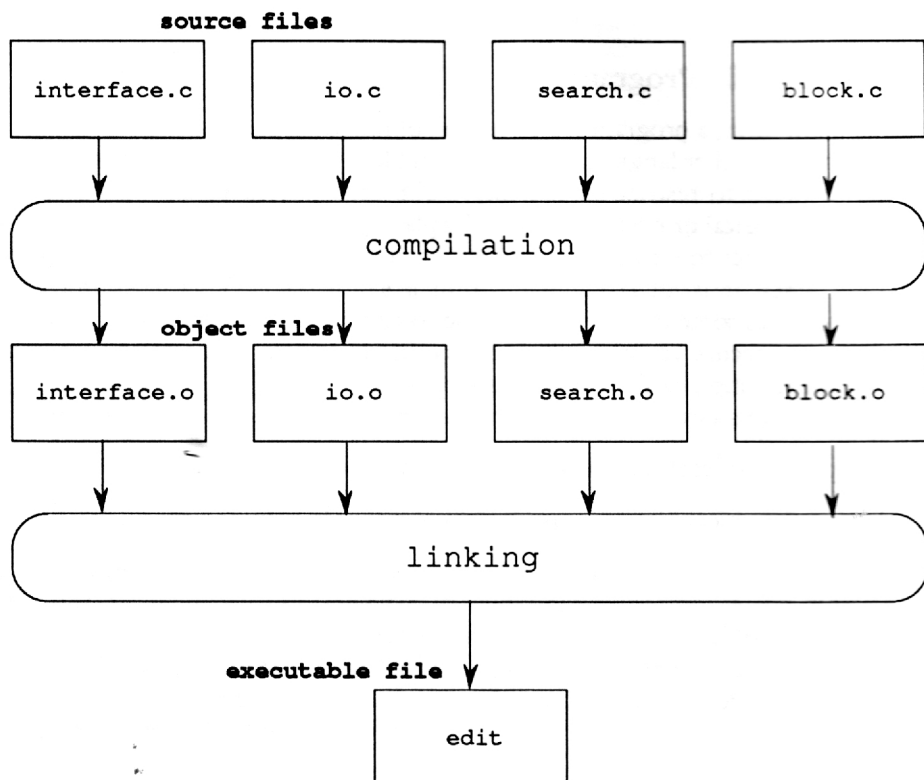 source files
interface.c
io.c
search.c
block.c
compilation
object files
interface.o
io.o
search.o
block.o
linking
executable file
edit